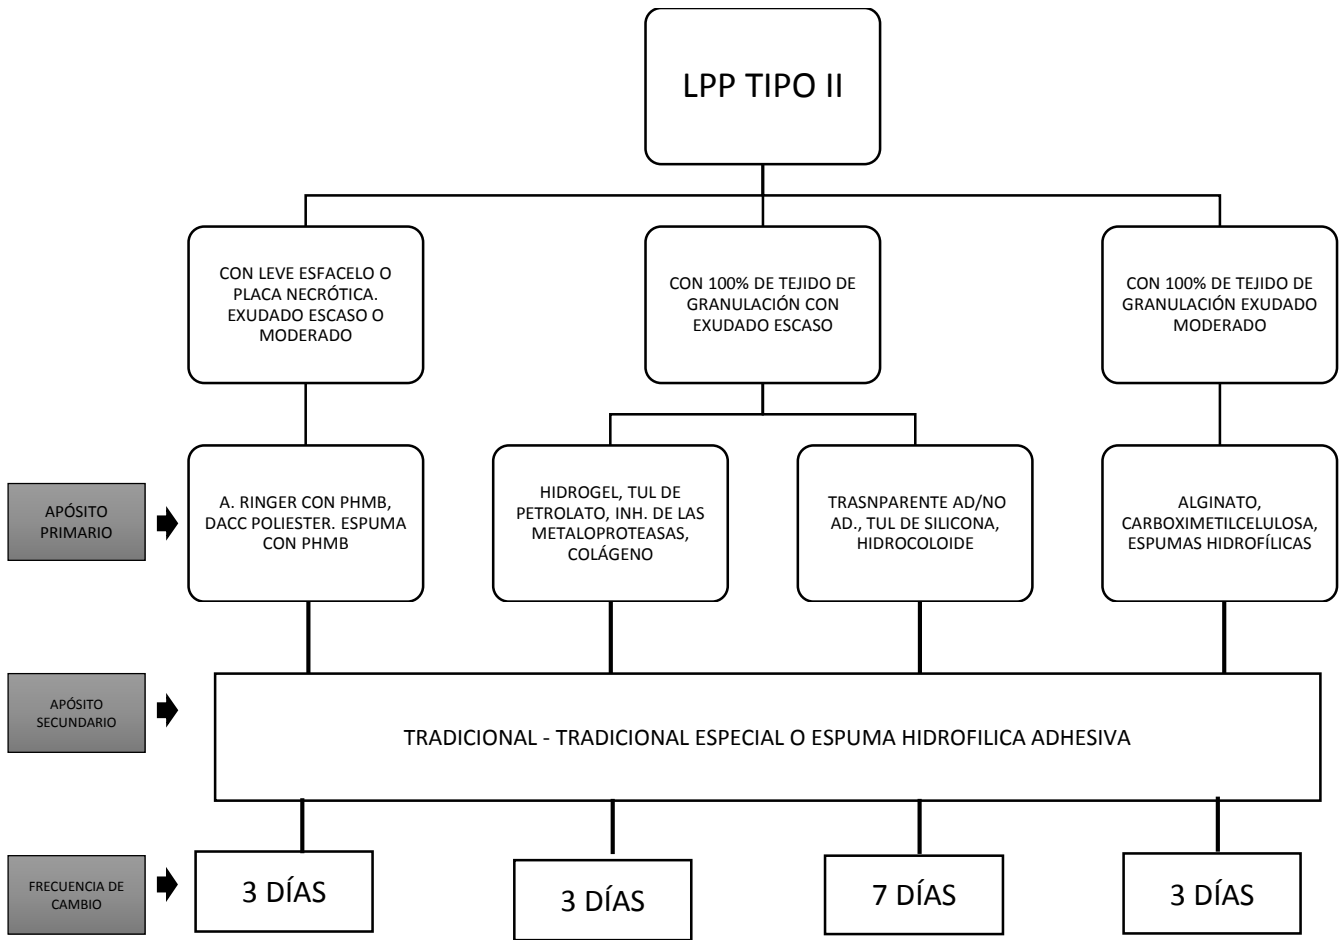 LPP TIPO II
CON LEVE ESFACELO O
PLACA NECRÓTICA.
EXUDADO ESCASO O
MODERADO
CON 100% DE TEJIDO DE
GRANULACIÓN CON
EXUDADO ESCASO
CON 100% DE TEJIDO DE
GRANULACIÓN EXUDADO
MODERADO
APÓSITO
PRIMARIO
A. RINGER CON PHMB,
DACC POLIESTER. ESPUMA
CON PHMB
HIDROGEL, TUL DE
PETROLATO, INH. DE LAS
METALOPROTEASAS,
COLÁGENO
TRASNPARENTE AD/NO
AD., TUL DE SILICONA,
HIDROCOLOIDE
ALGINATO,
CARBOXIMETILCELULOSA,
ESPUMAS HIDROFÍLICAS
APÓSITO
SECUNDARIO
TRADICIONAL - TRADICIONAL ESPECIAL O ESPUMA HIDROFILICA ADHESIVA
FRECUENCIA DE
CAMBIO
3 DÍAS
3 DÍAS
7 DÍAS
3 DÍAS